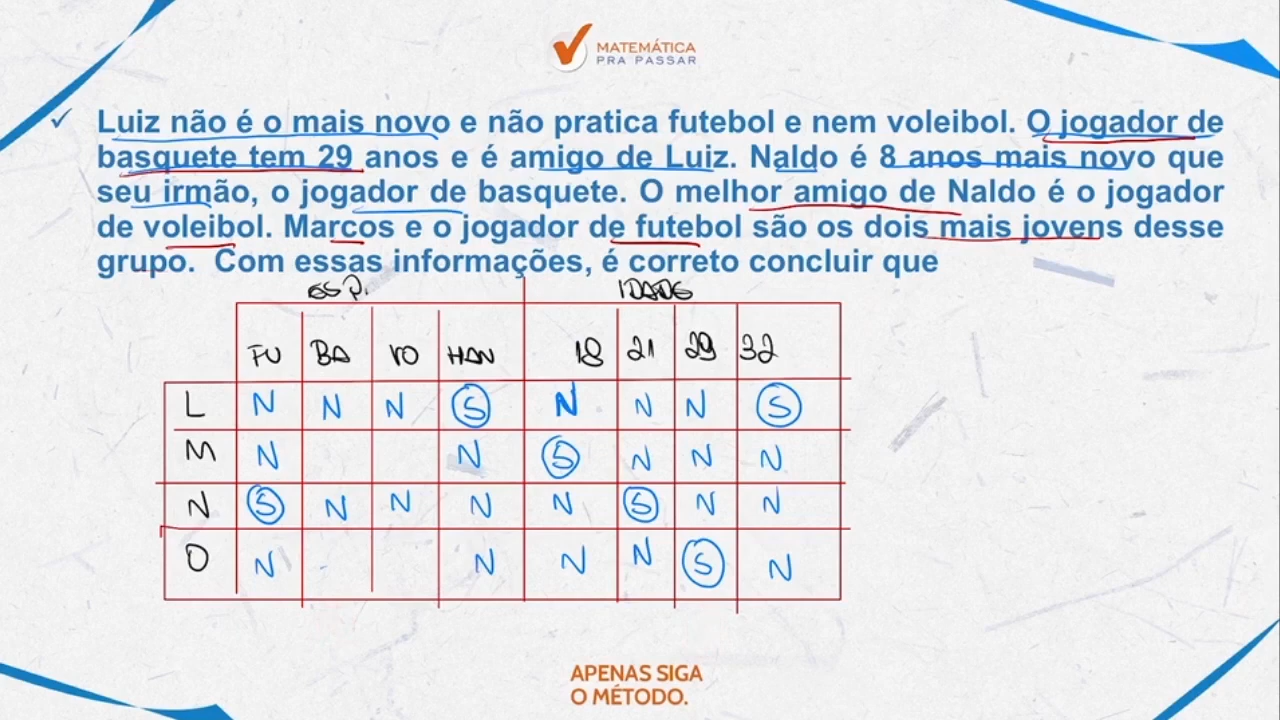 MATEMÁTICA
PRA PASSAR
Luiz não é o mais novo e não pratica futebol e nem voleibol. O jogador de
basquete tem 29 anos e é amigo de Luiz. Naldo é 8 anos mais novo que
seu irmão, o jogador de basquete. O melhor amigo de Naldo é o jogador
de voleibol. Marcos e o jogador de futebol são os dois mais jovens desse
grupo. Com essas informações, é correto concluir que
ESP. IDADE
FU BA VO HAN 18 21 29 32
L N N N S N N N S
M N N S N N N
N S N N N N S N N
O N N N N S N
APENAS SIGA
O MÉTODO.